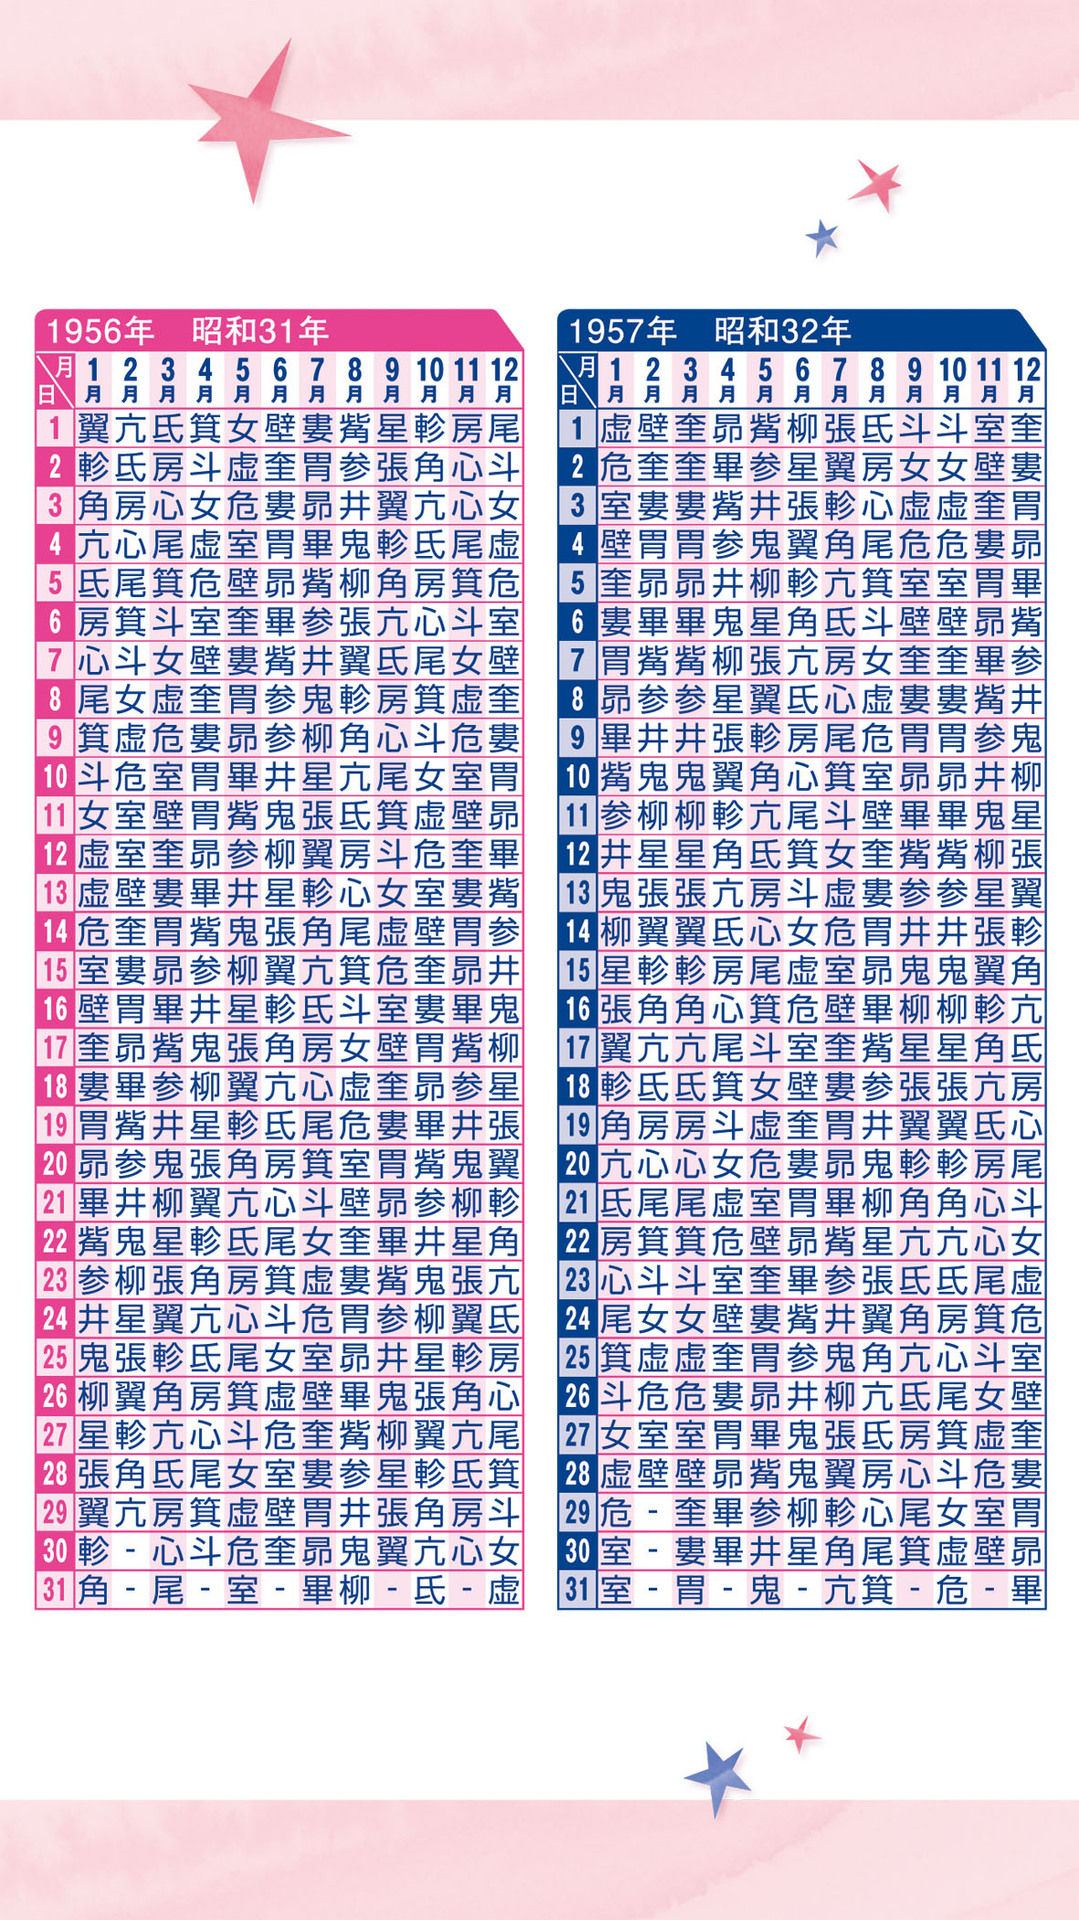 1956年 昭和31年
月 日 1月 2月 3月 4月 5月 6月 7月 8月 9月 10月 11月 12月
1 翼 亢 氐 箕 女 壁 婁 觜 星 軫 房 尾
2 軫 氐 房 斗 虚 奎 胃 参 張 角 心 斗
3 角 房 心 女 危 婁 昴 井 翼 亢 心 女
4 亢 心 尾 虚 室 胃 畢 鬼 軫 氐 尾 虚
5 氐 尾 箕 危 壁 昴 觜 柳 角 房 箕 危
6 房 箕 斗 室 奎 畢 参 張 亢 心 斗 室
7 心 斗 女 壁 婁 觜 井 翼 氐 尾 女 壁
8 尾 女 虚 奎 胃 参 鬼 軫 房 箕 虚 奎
9 箕 虚 危 婁 昴 参 柳 角 心 斗 危 婁
10 斗 危 室 胃 畢 井 星 亢 尾 女 室 胃
11 女 室 壁 胃 觜 鬼 張 氐 箕 虚 壁 昴
12 虚 室 奎 昴 参 柳 翼 房 斗 危 奎 畢
13 虚 壁 婁 畢 井 星 軫 心 女 室 婁 觜
14 危 奎 胃 觜 鬼 張 角 尾 虚 壁 胃 参
15 室 婁 昴 参 柳 翼 亢 箕 危 奎 昴 井
16 壁 胃 畢 井 星 軫 氐 斗 室 婁 畢 鬼
17 奎 昴 觜 鬼 張 角 房 女 壁 胃 觜 柳
18 婁 畢 参 柳 翼 亢 心 虚 奎 昴 参 星
19 胃 觜 井 星 軫 氐 尾 危 婁 畢 井 張
20 昴 参 鬼 張 角 房 箕 室 胃 觜 鬼 翼
21 畢 井 柳 翼 亢 心 斗 壁 昴 参 柳 軫
22 觜 鬼 星 軫 氐 尾 女 奎 畢 井 星 角
23 参 柳 張 角 房 箕 虚 婁 觜 鬼 張 亢
24 井 星 翼 亢 心 斗 危 胃 参 柳 翼 氐
25 鬼 張 軫 氐 尾 女 室 昴 井 星 軫 房
26 柳 翼 角 房 箕 虚 壁 畢 鬼 張 角 心
27 星 軫 亢 心 斗 危 奎 觜 柳 翼 亢 尾
28 張 角 氐 尾 女 室 婁 参 星 軫 氐 箕
29 翼 亢 房 箕 虚 壁 胃 井 張 角 房 斗
30 軫 - 心 斗 危 奎 昴 鬼 翼 亢 心 女
31 角 - 尾 - 室 - 畢 柳 - 氐 - 虚
1957年 昭和32年
月 日 1月 2月 3月 4月 5月 6月 7月 8月 9月 10月 11月 12月
1 虚 壁 奎 昴 觜 柳 張 氐 斗 斗 室 奎
2 危 奎 奎 畢 参 星 翼 房 女 女 壁 婁
3 室 婁 婁 觜 井 張 軫 心 虚 虚 奎 胃
4 壁 胃 胃 参 鬼 翼 角 尾 危 危 婁 昴
5 奎 昴 昴 井 柳 軫 亢 箕 室 室 胃 畢
6 婁 畢 畢 鬼 星 角 氐 斗 壁 壁 昴 觜
7 胃 觜 觜 柳 張 亢 房 女 奎 奎 畢 参
8 昴 参 参 星 翼 氐 心 虚 婁 婁 觜 井
9 畢 井 井 張 軫 房 尾 危 胃 胃 参 鬼
10 觜 鬼 鬼 翼 角 心 箕 室 昴 昴 井 柳
11 参 柳 柳 軫 亢 尾 斗 壁 畢 畢 鬼 星
12 井 星 星 角 氐 箕 女 奎 觜 觜 柳 張
13 鬼 張 張 亢 房 斗 虚 婁 参 参 星 翼
14 柳 翼 翼 氐 心 女 危 胃 井 井 張 軫
15 星 軫 軫 房 尾 虚 室 昴 鬼 鬼 翼 角
16 張 角 角 心 箕 危 壁 畢 柳 柳 軫 亢
17 翼 亢 亢 尾 斗 室 奎 觜 星 星 角 氐
18 軫 氐 氐 箕 女 壁 婁 参 張 張 亢 房
19 角 房 房 斗 虚 奎 胃 井 翼 翼 氐 心
20 亢 心 心 女 危 婁 昴 鬼 軫 軫 房 尾
21 氐 尾 尾 虚 室 胃 畢 柳 角 角 心 斗
22 房 箕 箕 危 壁 昴 觜 星 亢 亢 心 女
23 心 斗 斗 室 奎 畢 参 張 氐 氐 尾 虚
24 尾 女 女 壁 婁 觜 井 翼 角 房 箕 危
25 箕 虚 虚 奎 胃 参 鬼 角 亢 心 斗 室
26 斗 危 危 婁 昴 井 柳 亢 氐 尾 女 壁
27 女 室 室 胃 畢 鬼 張 氐 房 箕 虚 奎
28 虚 壁 壁 昴 觜 鬼 翼 房 心 斗 危 婁
29 危 - 奎 畢 参 柳 軫 心 尾 女 室 胃
30 室 - 婁 畢 井 星 角 尾 箕 虚 壁 昴
31 室 - 胃 - 鬼 - 亢 箕 - 危 - 畢